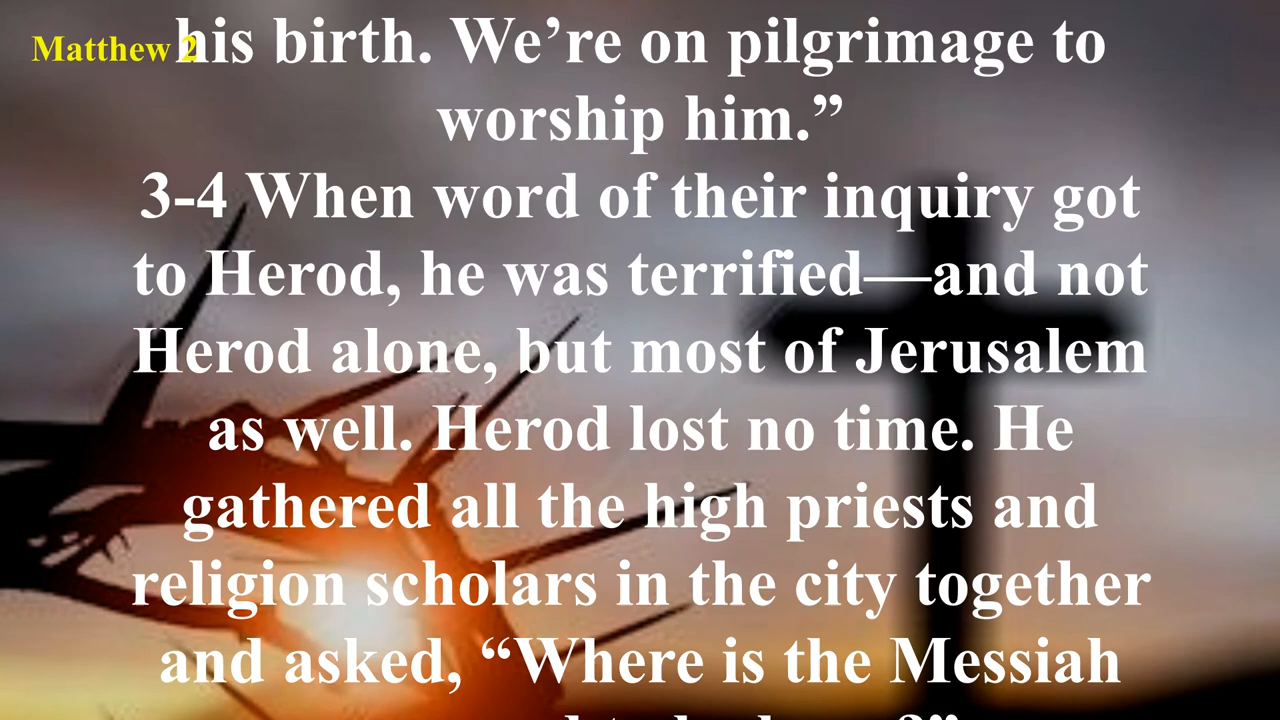 Matthew 2
his birth. We’re on pilgrimage to
worship him.”
3-4 When word of their inquiry got
to Herod, he was terrified—and not
Herod alone, but most of Jerusalem
as well. Herod lost no time. He
gathered all the high priests and
religion scholars in the city together
and asked, “Where is the Messiah